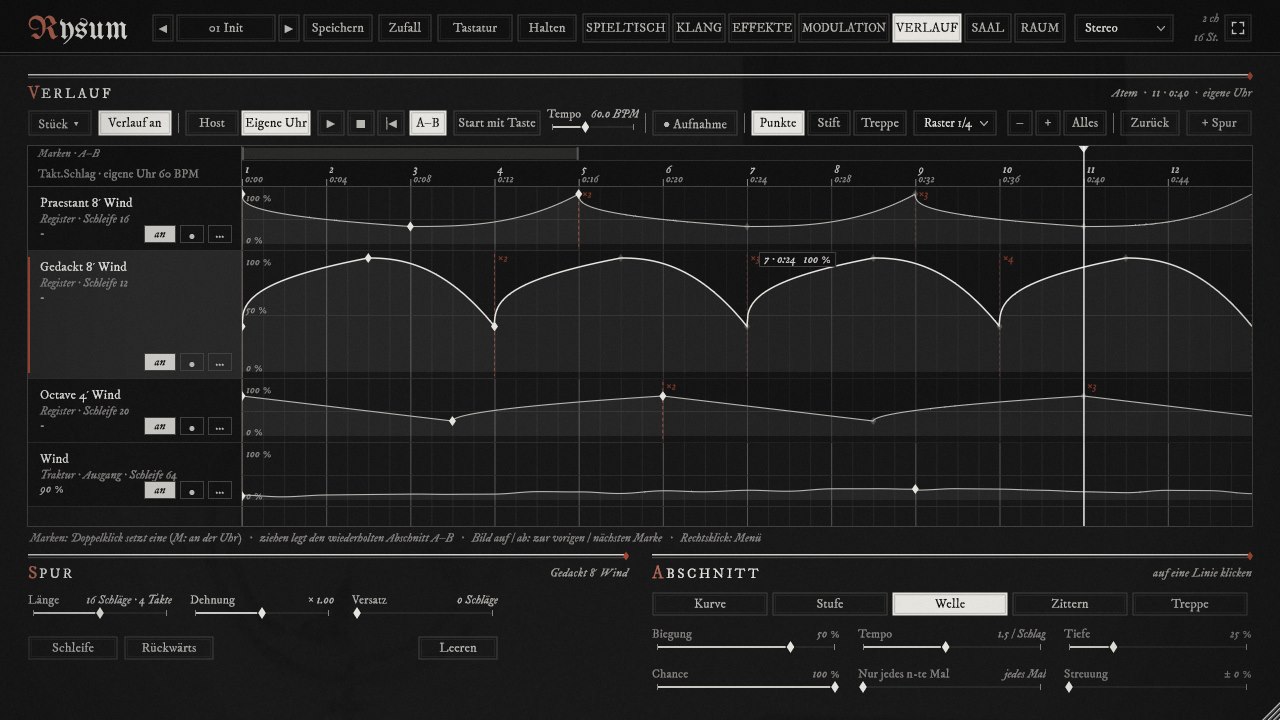 Rysum ◀ 01 Init ▶ Speichern Zufall Tastatur Halten SPIELTISCH KLANG EFFEKTE MODULATION VERLAUF SAAL RAUM Stereo 2 ch
16 St.
VERLAUF Atem · 11 · 0:40 · eigene Uhr
Stück ▾ Verlauf an Host Eigene Uhr ▶ ■ |◀ A–B Start mit Taste Tempo 60.0 BPM ● Aufnahme Punkte Stift Treppe Raster 1/4 – + Alles Zurück + Spur
Marken · A–B
Takt.Schlag · eigene Uhr 60 BPM
1 2 3 4 5 6 7 8 9 10 11 12
0:00 0:04 0:08 0:12 0:16 0:20 0:24 0:28 0:32 0:36 0:40 0:44
Praestant 8′ Wind 100 % ×2 ×3
Register · Schleife 16
- an ● ... 0 %
Gedackt 8′ Wind 100 % ×2 ×3 7 · 0:24 100 % ×4
Register · Schleife 12
- 50 %
an ● ...
0 %
Octave 4′ Wind 100 % ×2 ×3
Register · Schleife 20
- an ● ... 0 %
Wind 100 %
Traktur · Ausgang · Schleife 64
90 % an ● ... 0 %
Marken: Doppelklick setzt eine (M: an der Uhr) · ziehen legt den wiederholten Abschnitt A–B · Bild auf / ab: zur vorigen / nächsten Marke · Rechtsklick: Menü
SPUR Gedackt 8′ Wind
Länge 16 Schläge · 4 Takte Dehnung × 1.00 Versatz 0 Schläge
Schleife Rückwärts Leeren
ABSCHNITT auf eine Linie klicken
Kurve Stufe Welle Zittern Treppe
Biegung 50 % Tempo 1.5 / Schlag Tiefe 25 %
Chance 100 % Nur jedes n-te Mal jedes Mal Streuung ± 0 %